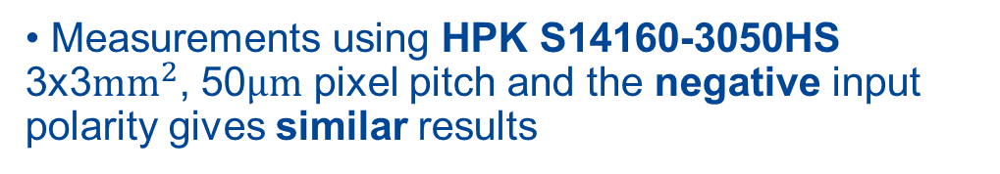 • Measurements using HPK S14160-3050HS
3x3mm², 50μm pixel pitch and the negative input
polarity gives similar results